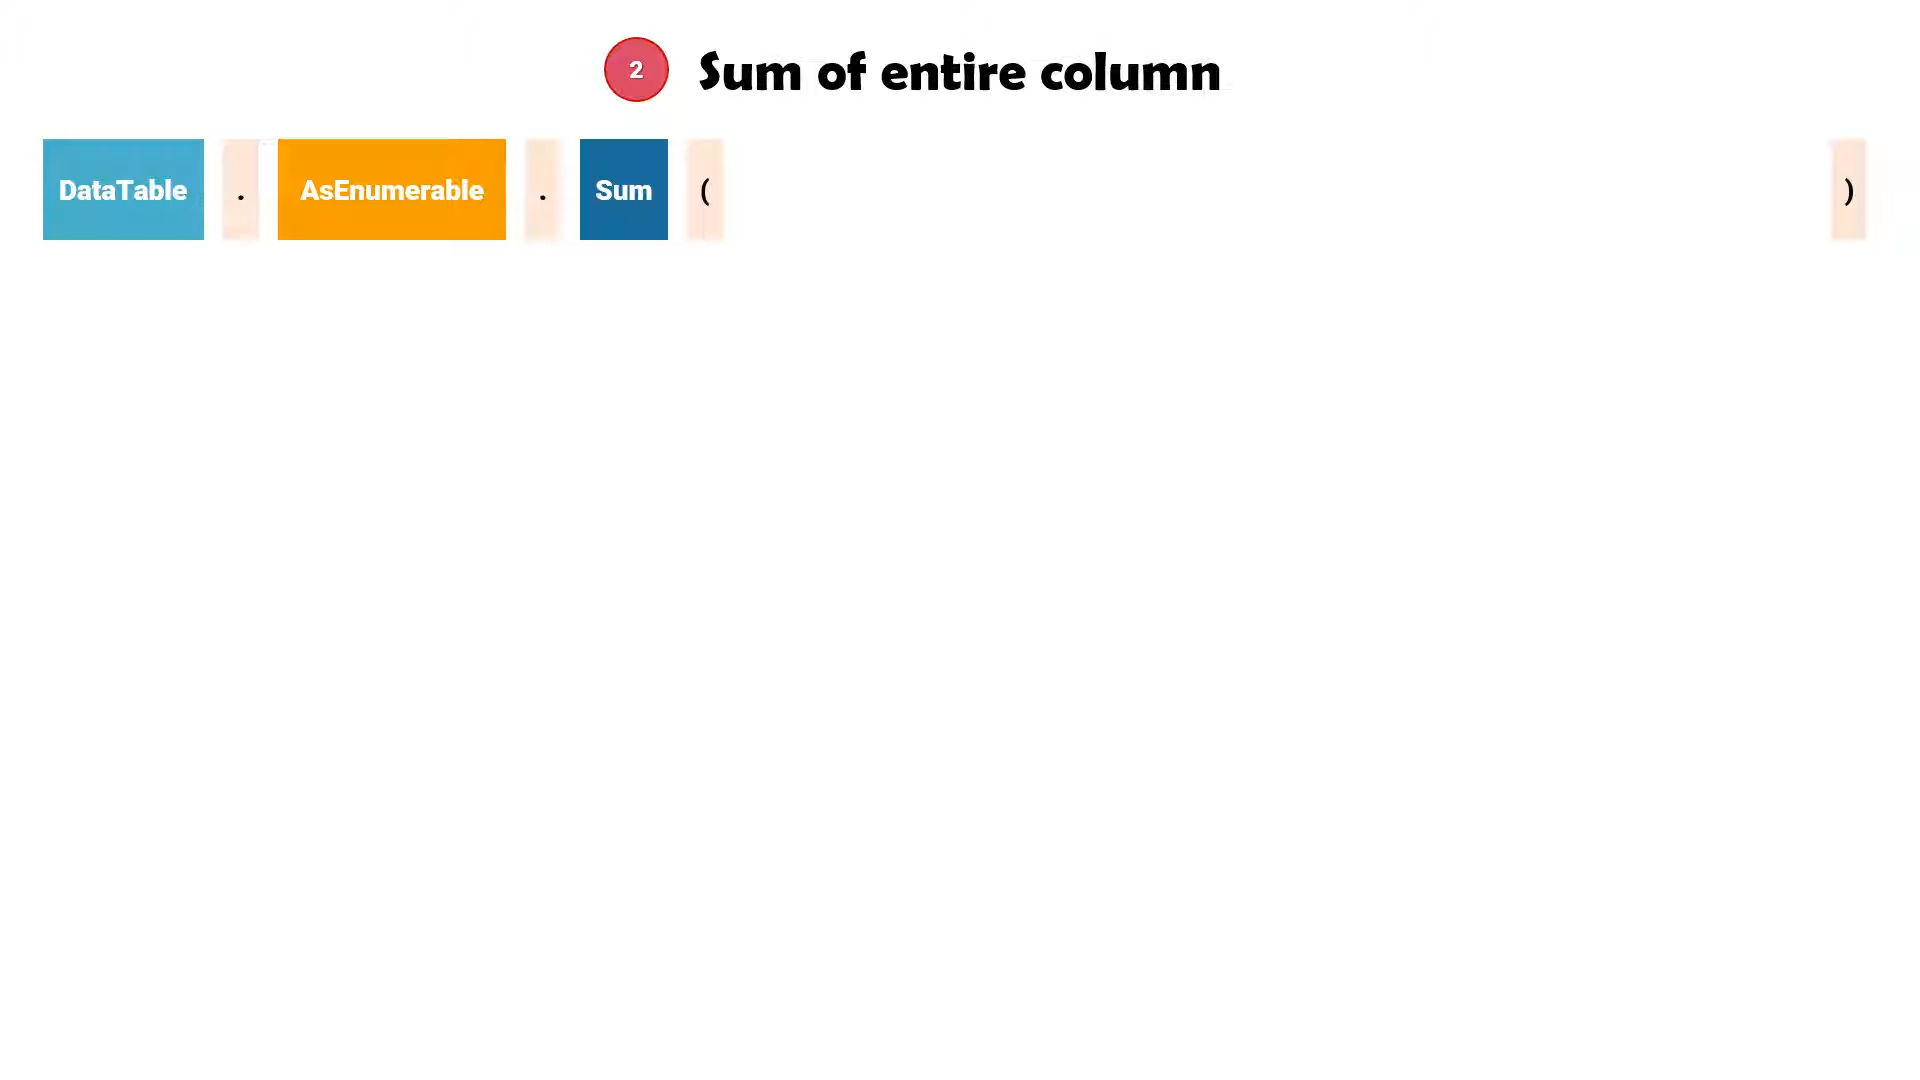 2 Sum of entire column
DataTable . AsEnumerable . Sum ( )